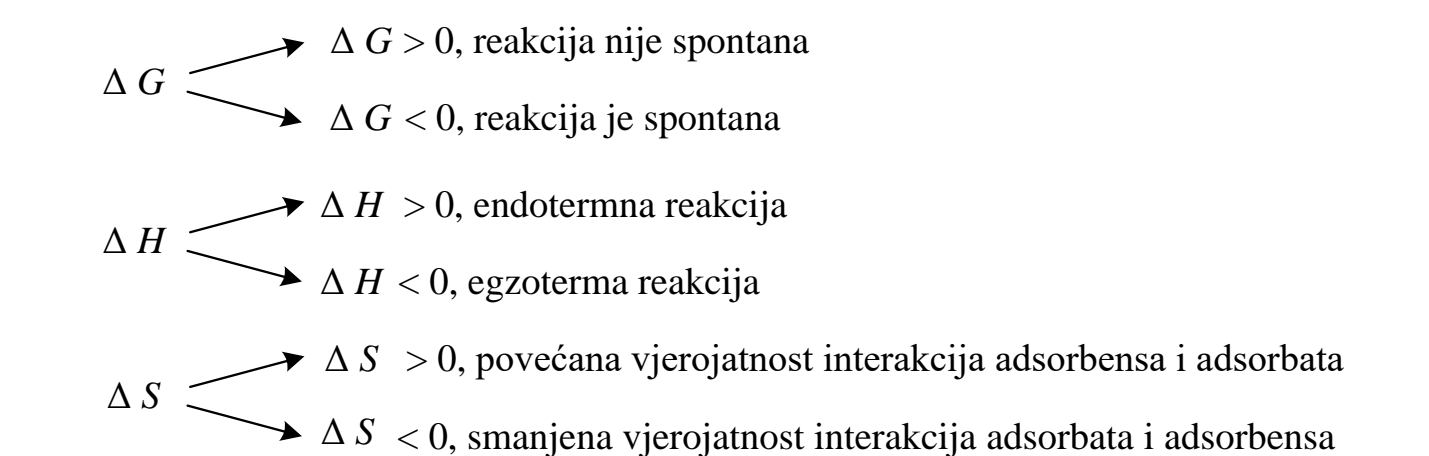 Δ G > 0, reakcija nije spontana
Δ G
Δ G < 0, reakcija je spontana
Δ H > 0, endotermna reakcija
Δ H
Δ H < 0, egzoterma reakcija
Δ S > 0, povećana vjerojatnost interakcija adsorbensa i adsorbata
Δ S
Δ S < 0, smanjena vjerojatnost interakcija adsorbata i adsorbensa